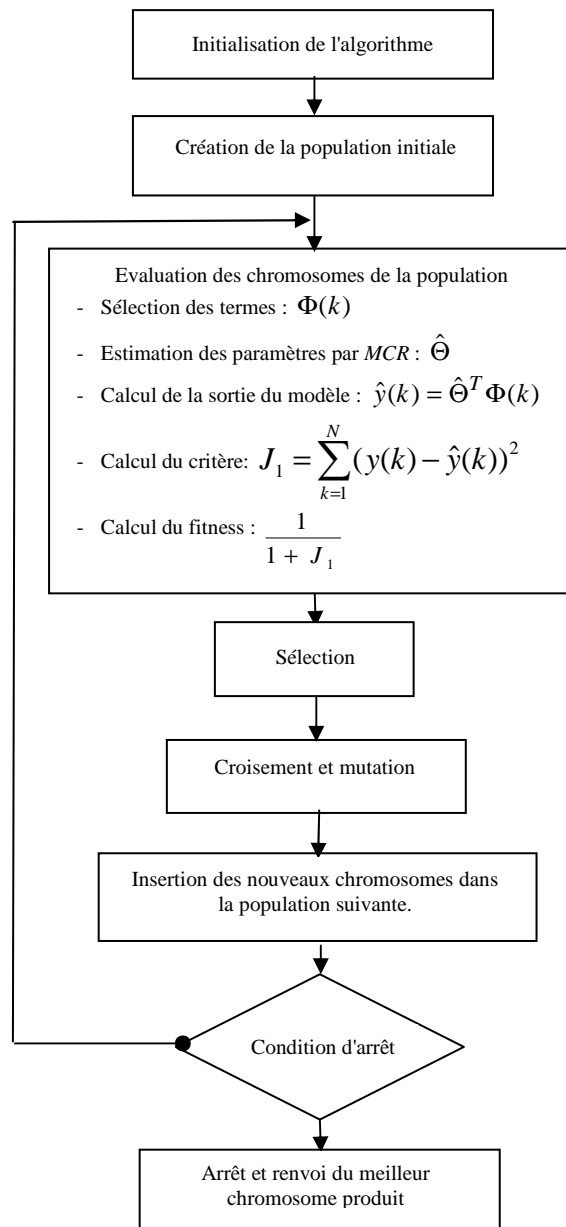 Initialisation de l'algorithme
Création de la population initiale
Evaluation des chromosomes de la population
- Sélection des termes : Φ(k)
- Estimation des paramètres par MCR : Θ̂
- Calcul de la sortie du modèle : ŷ(k) = Θ̂^T Φ(k)
- Calcul du critère: J_1 = ∑_{k=1}^{N} (y(k) − ŷ(k))^2
- Calcul du fitness : 1 / (1 + J_1)
Sélection
Croisement et mutation
Insertion des nouveaux chromosomes dans
la population suivante.
Condition d'arrêt
Arrêt et renvoi du meilleur
chromosome produit